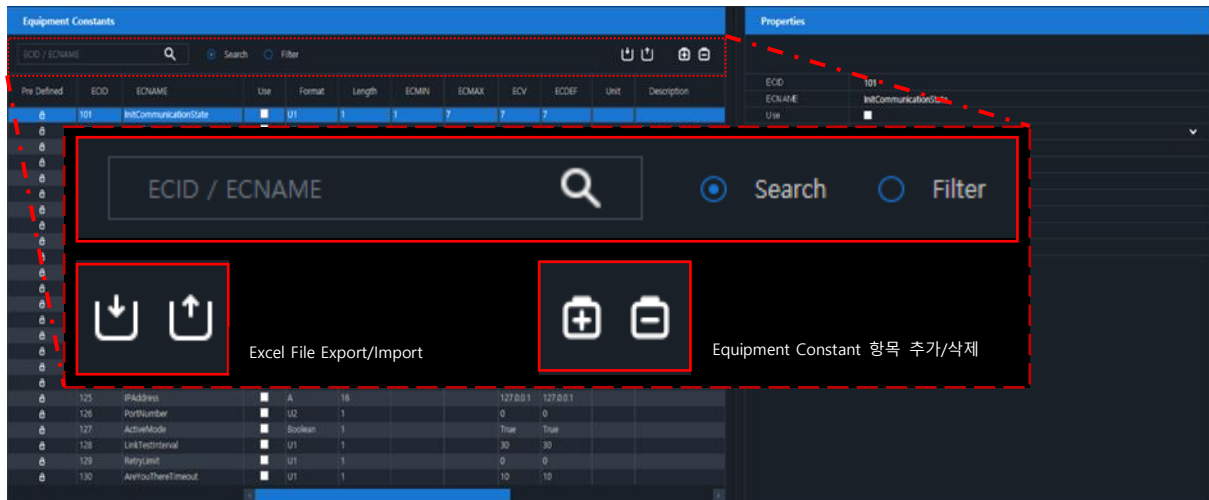 Equipment Constants
Properties
ECID / ECNAME
Search
Filter
Pre Defined ECID ECNAME Use Format Length ECMIN ECMAX ECV ECDEF Unit Description
101 InitCommunicationState U1 1 1 7 7 7
ECID 101
ECNAME InitCommunicationState
Use
ECID / ECNAME
Search
Filter
Excel File Export/Import
Equipment Constant 항목 추가/삭제
125 IPAddress A 16 127.0.0.1 127.0.0.1
126 PortNumber U2 1 0 0
127 ActiveMode Boolean 1 True True
128 LinkTestInterval U1 1 30 30
129 RetryLimit U1 1 0 0
130 AreYouThereTimeout U1 1 10 10